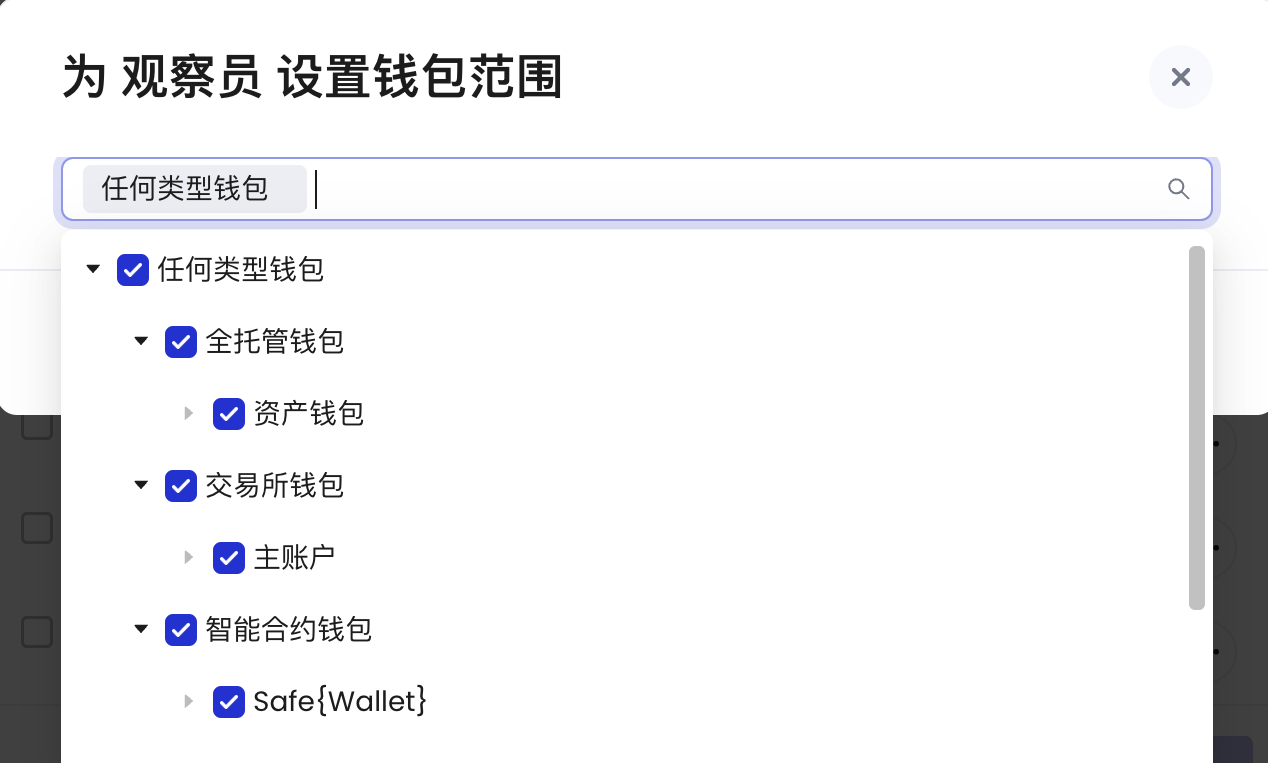 为 观察员 设置钱包范围
任何类型钱包
任何类型钱包
全托管钱包
资产钱包
交易所钱包
主账户
智能合约钱包
Safe{Wallet}